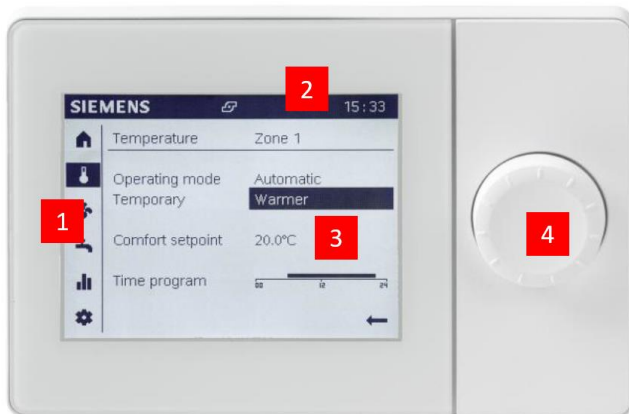 SIEMENS 2 15:33
Temperature Zone 1
Operating mode Automatic
Temporary Warmer
1
Comfort setpoint 20.0°C 3
4
Time program
00 12 24